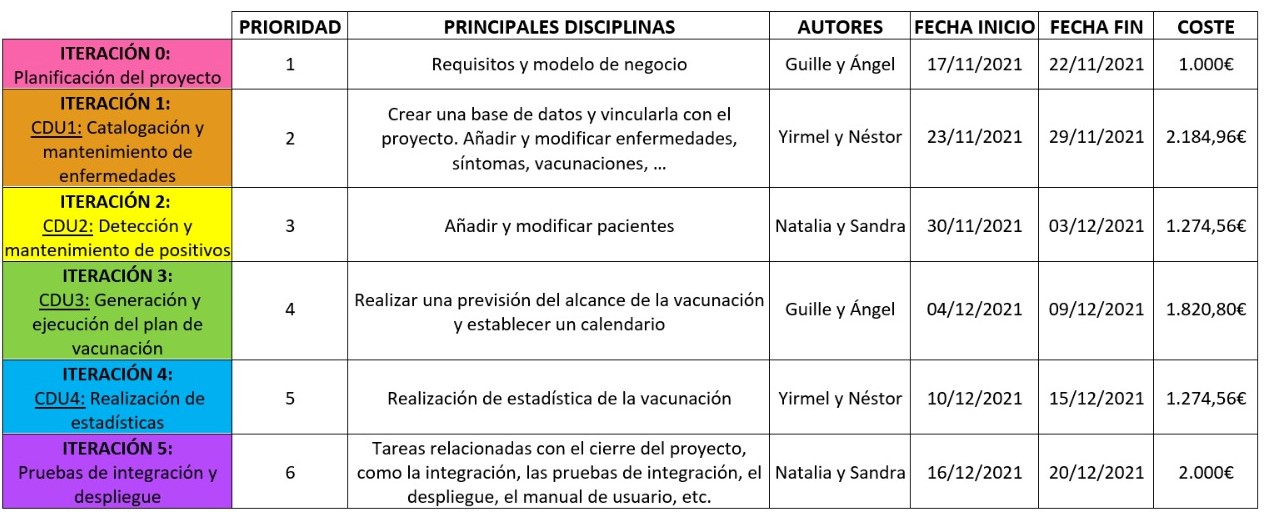 PRIORIDAD PRINCIPALES DISCIPLINAS AUTORES FECHA INICIO FECHA FIN COSTE
ITERACIÓN 0:
Planificación del proyecto
1
Requisitos y modelo de negocio
Guille y Ángel
17/11/2021
22/11/2021
1.000€
ITERACIÓN 1:
CDU1: Catalogación y
mantenimiento de
enfermedades
2
Crear una base de datos y vincularla con el
proyecto. Añadir y modificar enfermedades,
síntomas, vacunaciones, ...
Yirmel y Néstor
23/11/2021
29/11/2021
2.184,96€
ITERACIÓN 2:
CDU2: Detección y
mantenimiento de positivos
3
Añadir y modificar pacientes
Natalia y Sandra
30/11/2021
03/12/2021
1.274,56€
ITERACIÓN 3:
CDU3: Generación y
ejecución del plan de
vacunación
4
Realizar una previsión del alcance de la vacunación
y establecer un calendario
Guille y Ángel
04/12/2021
09/12/2021
1.820,80€
ITERACIÓN 4:
CDU4: Realización de
estadísticas
5
Realización de estadística de la vacunación
Yirmel y Néstor
10/12/2021
15/12/2021
1.274,56€
ITERACIÓN 5:
Pruebas de integración y
despliegue
6
Tareas relacionadas con el cierre del proyecto,
como la integración, las pruebas de integración, el
despliegue, el manual de usuario, etc.
Natalia y Sandra
16/12/2021
20/12/2021
2.000€